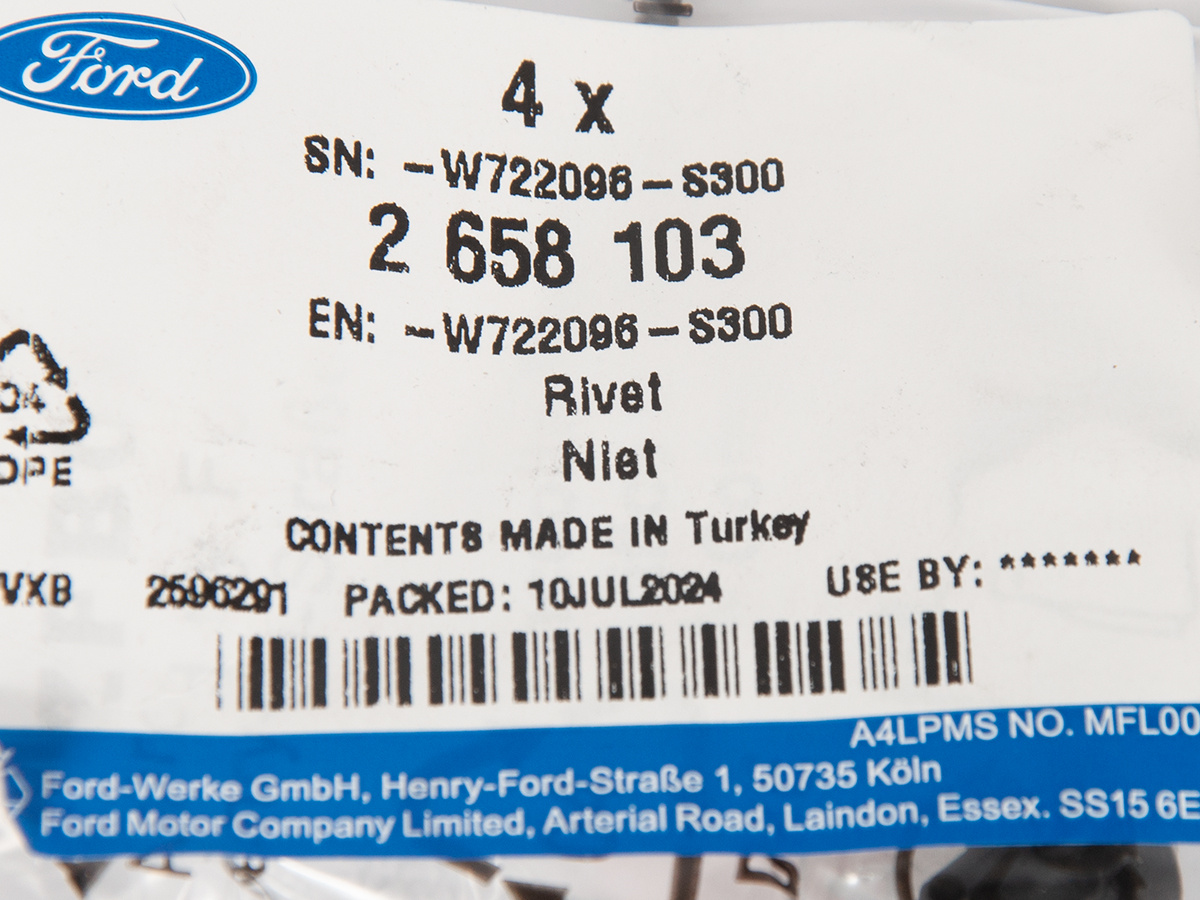 Ford
4 x
SN: -W722096-S300
2 658 103
EN: -W722096-S300
Rivet
Niet
04
DPE
CONTENTS MADE IN Turkey
VXB 2596291 PACKED: 10JUL2024 USE BY: *******
A4LPMS NO. MFL00
Ford-Werke GmbH, Henry-Ford-Straße 1, 50735 Köln
Ford Motor Company Limited, Arterial Road, Laindon, Essex. SS15 6E